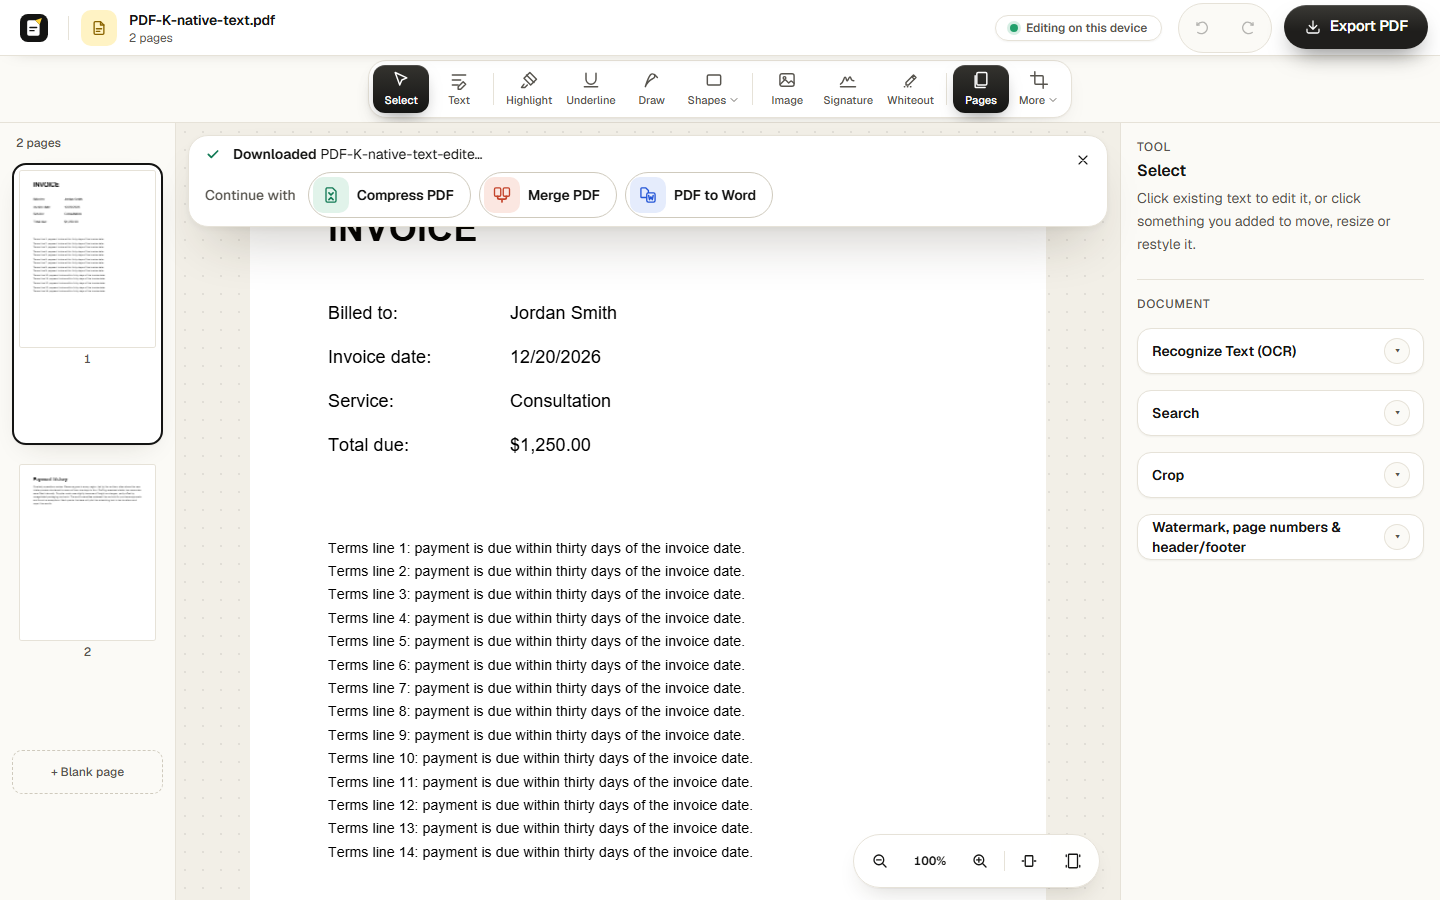 PDF-K-native-text.pdf
2 pages
Editing on this device
Export PDF
Select
Text
Highlight
Underline
Draw
Shapes
Image
Signature
Whiteout
Pages
More
2 pages
INVOICE
1
Payment history
2
+ Blank page
Downloaded PDF-K-native-text-edite...
Continue with
Compress PDF
Merge PDF
PDF to Word
INVOICE
Billed to: Jordan Smith
Invoice date: 12/20/2026
Service: Consultation
Total due: $1,250.00
Terms line 1: payment is due within thirty days of the invoice date.
Terms line 2: payment is due within thirty days of the invoice date.
Terms line 3: payment is due within thirty days of the invoice date.
Terms line 4: payment is due within thirty days of the invoice date.
Terms line 5: payment is due within thirty days of the invoice date.
Terms line 6: payment is due within thirty days of the invoice date.
Terms line 7: payment is due within thirty days of the invoice date.
Terms line 8: payment is due within thirty days of the invoice date.
Terms line 9: payment is due within thirty days of the invoice date.
Terms line 10: payment is due within thirty days of the invoice date.
Terms line 11: payment is due within thirty days of the invoice date.
Terms line 12: payment is due within thirty days of the invoice date.
Terms line 13: payment is due within thirty days of the invoice date.
Terms line 14: payment is due within thirty days of the invoice date.
100%
TOOL
Select
Click existing text to edit it, or click
something you added to move, resize or
restyle it.
DOCUMENT
Recognize Text (OCR)
Search
Crop
Watermark, page numbers &
header/footer